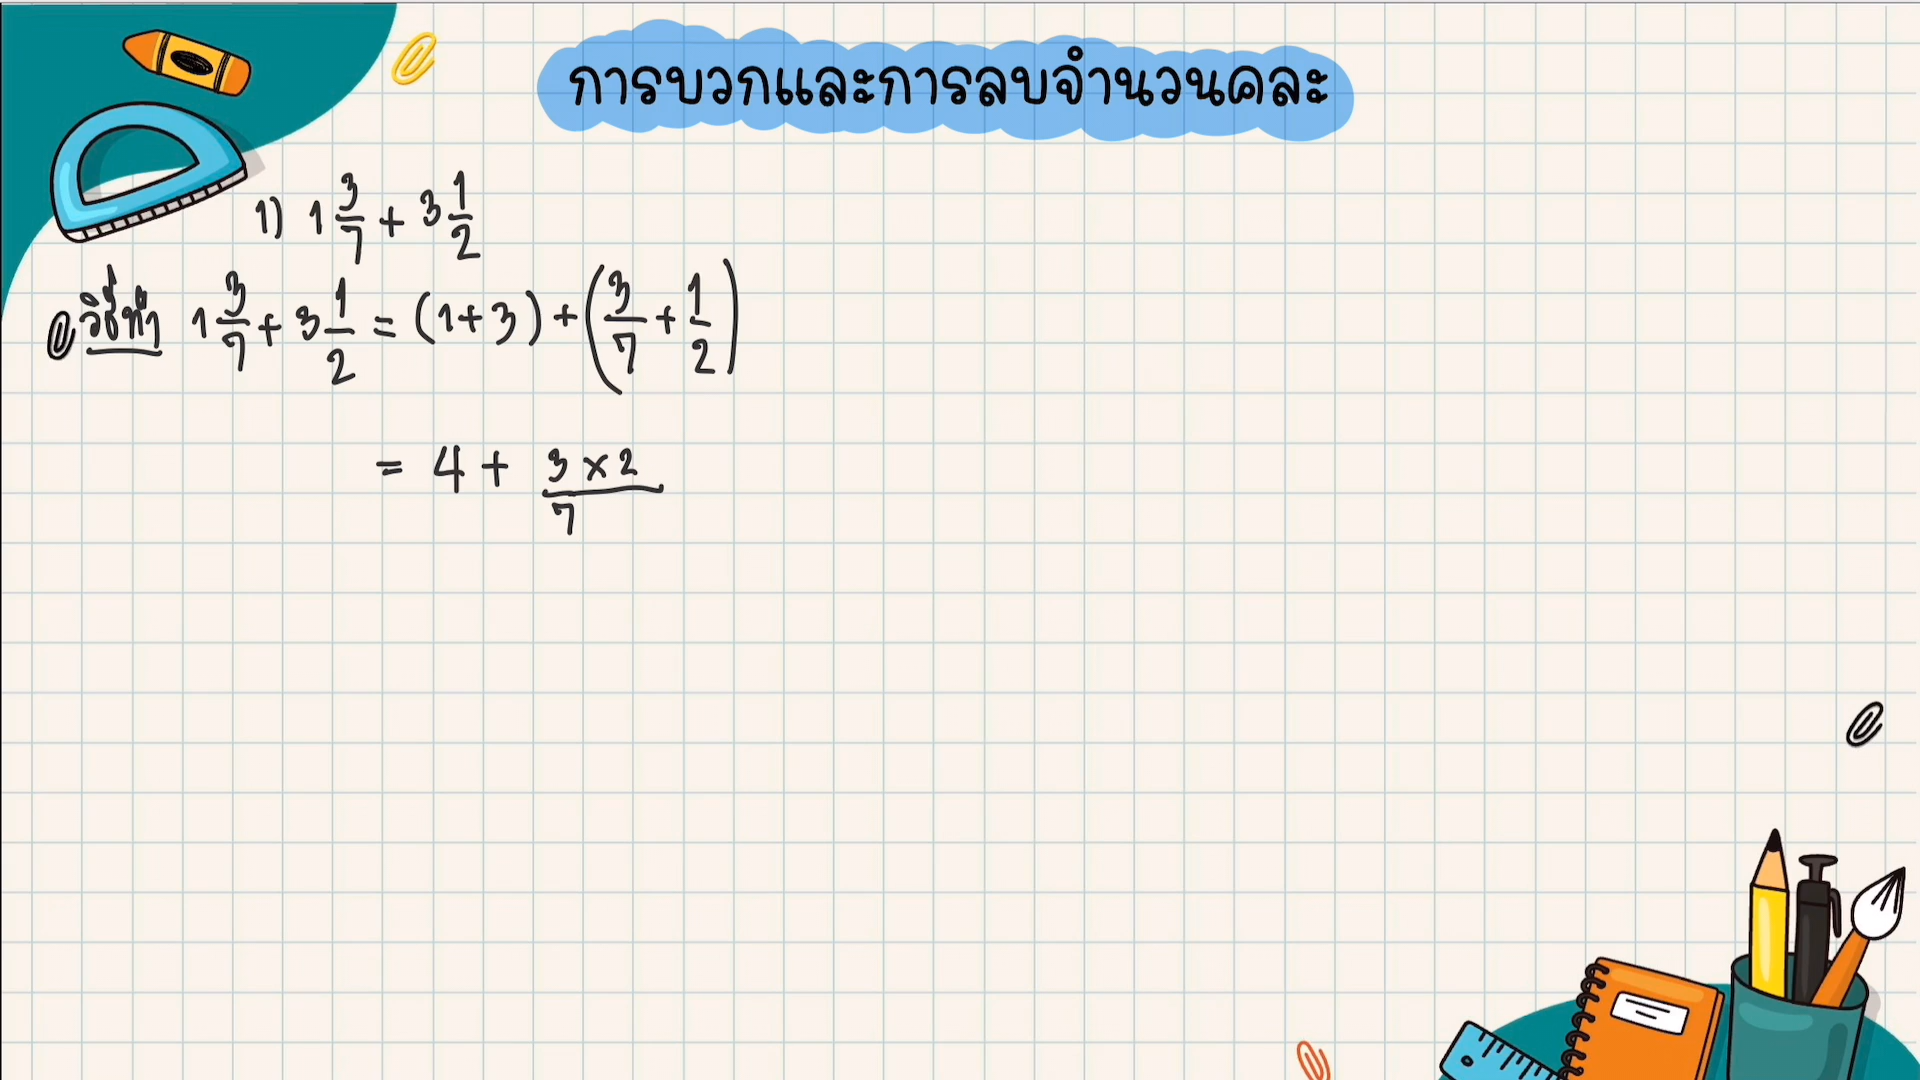 การบวกและการลบจำนวนคละ
1) 1 3/7 + 3 1/2
วิธีทำ 1 3/7 + 3 1/2 = (1+3) + (3/7 + 1/2)
= 4 + 3 × 2 / 7